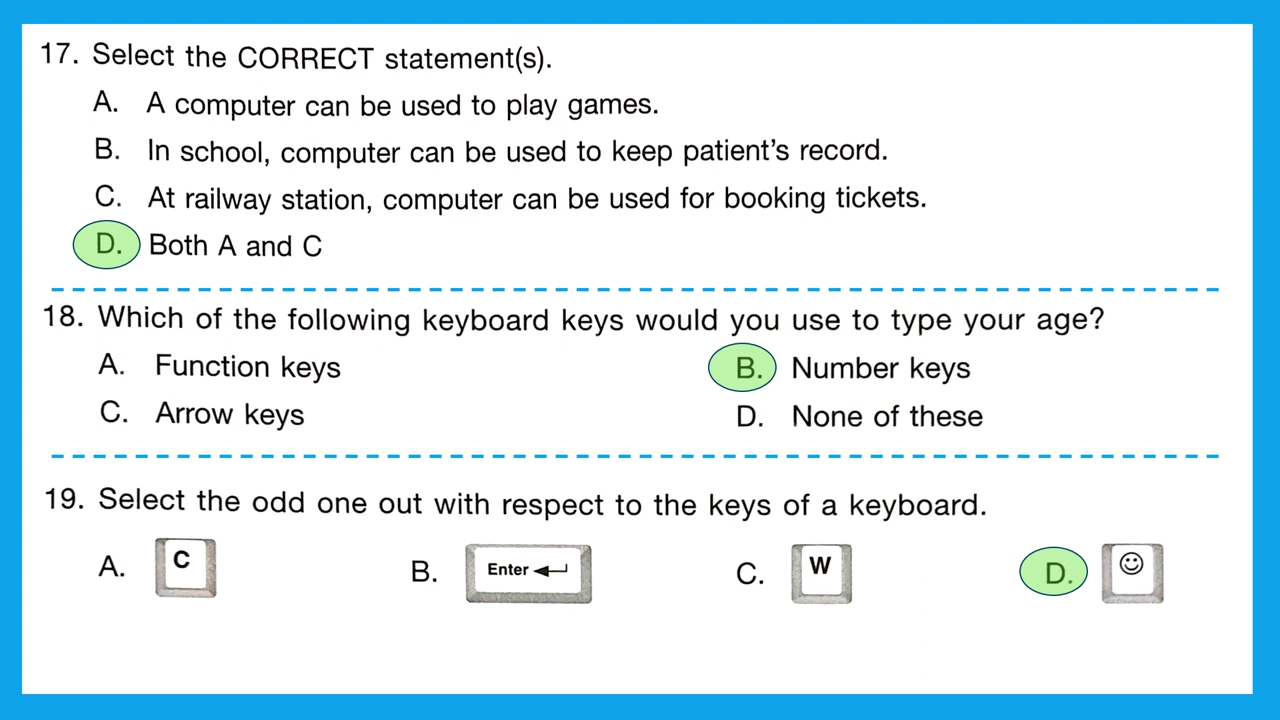 17. Select the CORRECT statement(s).
A. A computer can be used to play games.
B. In school, computer can be used to keep patient's record.
C. At railway station, computer can be used for booking tickets.
D. Both A and C
18. Which of the following keyboard keys would you use to type your age?
A. Function keys B. Number keys
C. Arrow keys D. None of these
19. Select the odd one out with respect to the keys of a keyboard.
A. C B. Enter C. W D. ☺